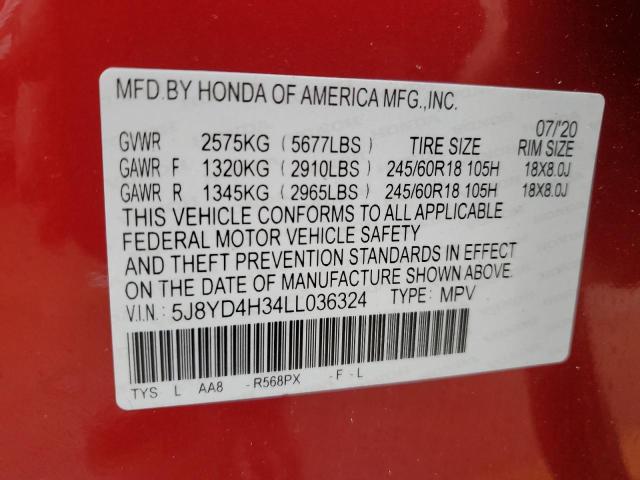 MFD.BY HONDA OF AMERICA MFG.,INC.
07/'20
GVWR 2575KG (5677LBS) TIRE SIZE RIM SIZE
GAWR F 1320KG (2910LBS) 245/60R18 105H 18X8.0J
GAWR R 1345KG (2965LBS) 245/60R18 105H 18X8.0J
THIS VEHICLE CONFORMS TO ALL APPLICABLE
FEDERAL MOTOR VEHICLE SAFETY
AND THEFT PREVENTION STANDARDS IN EFFECT
ON THE DATE OF MANUFACTURE SHOWN ABOVE.
V.I.N: 5J8YD4H34LL036324 TYPE: MPV
TYS L AA8 -R568PX -F-L